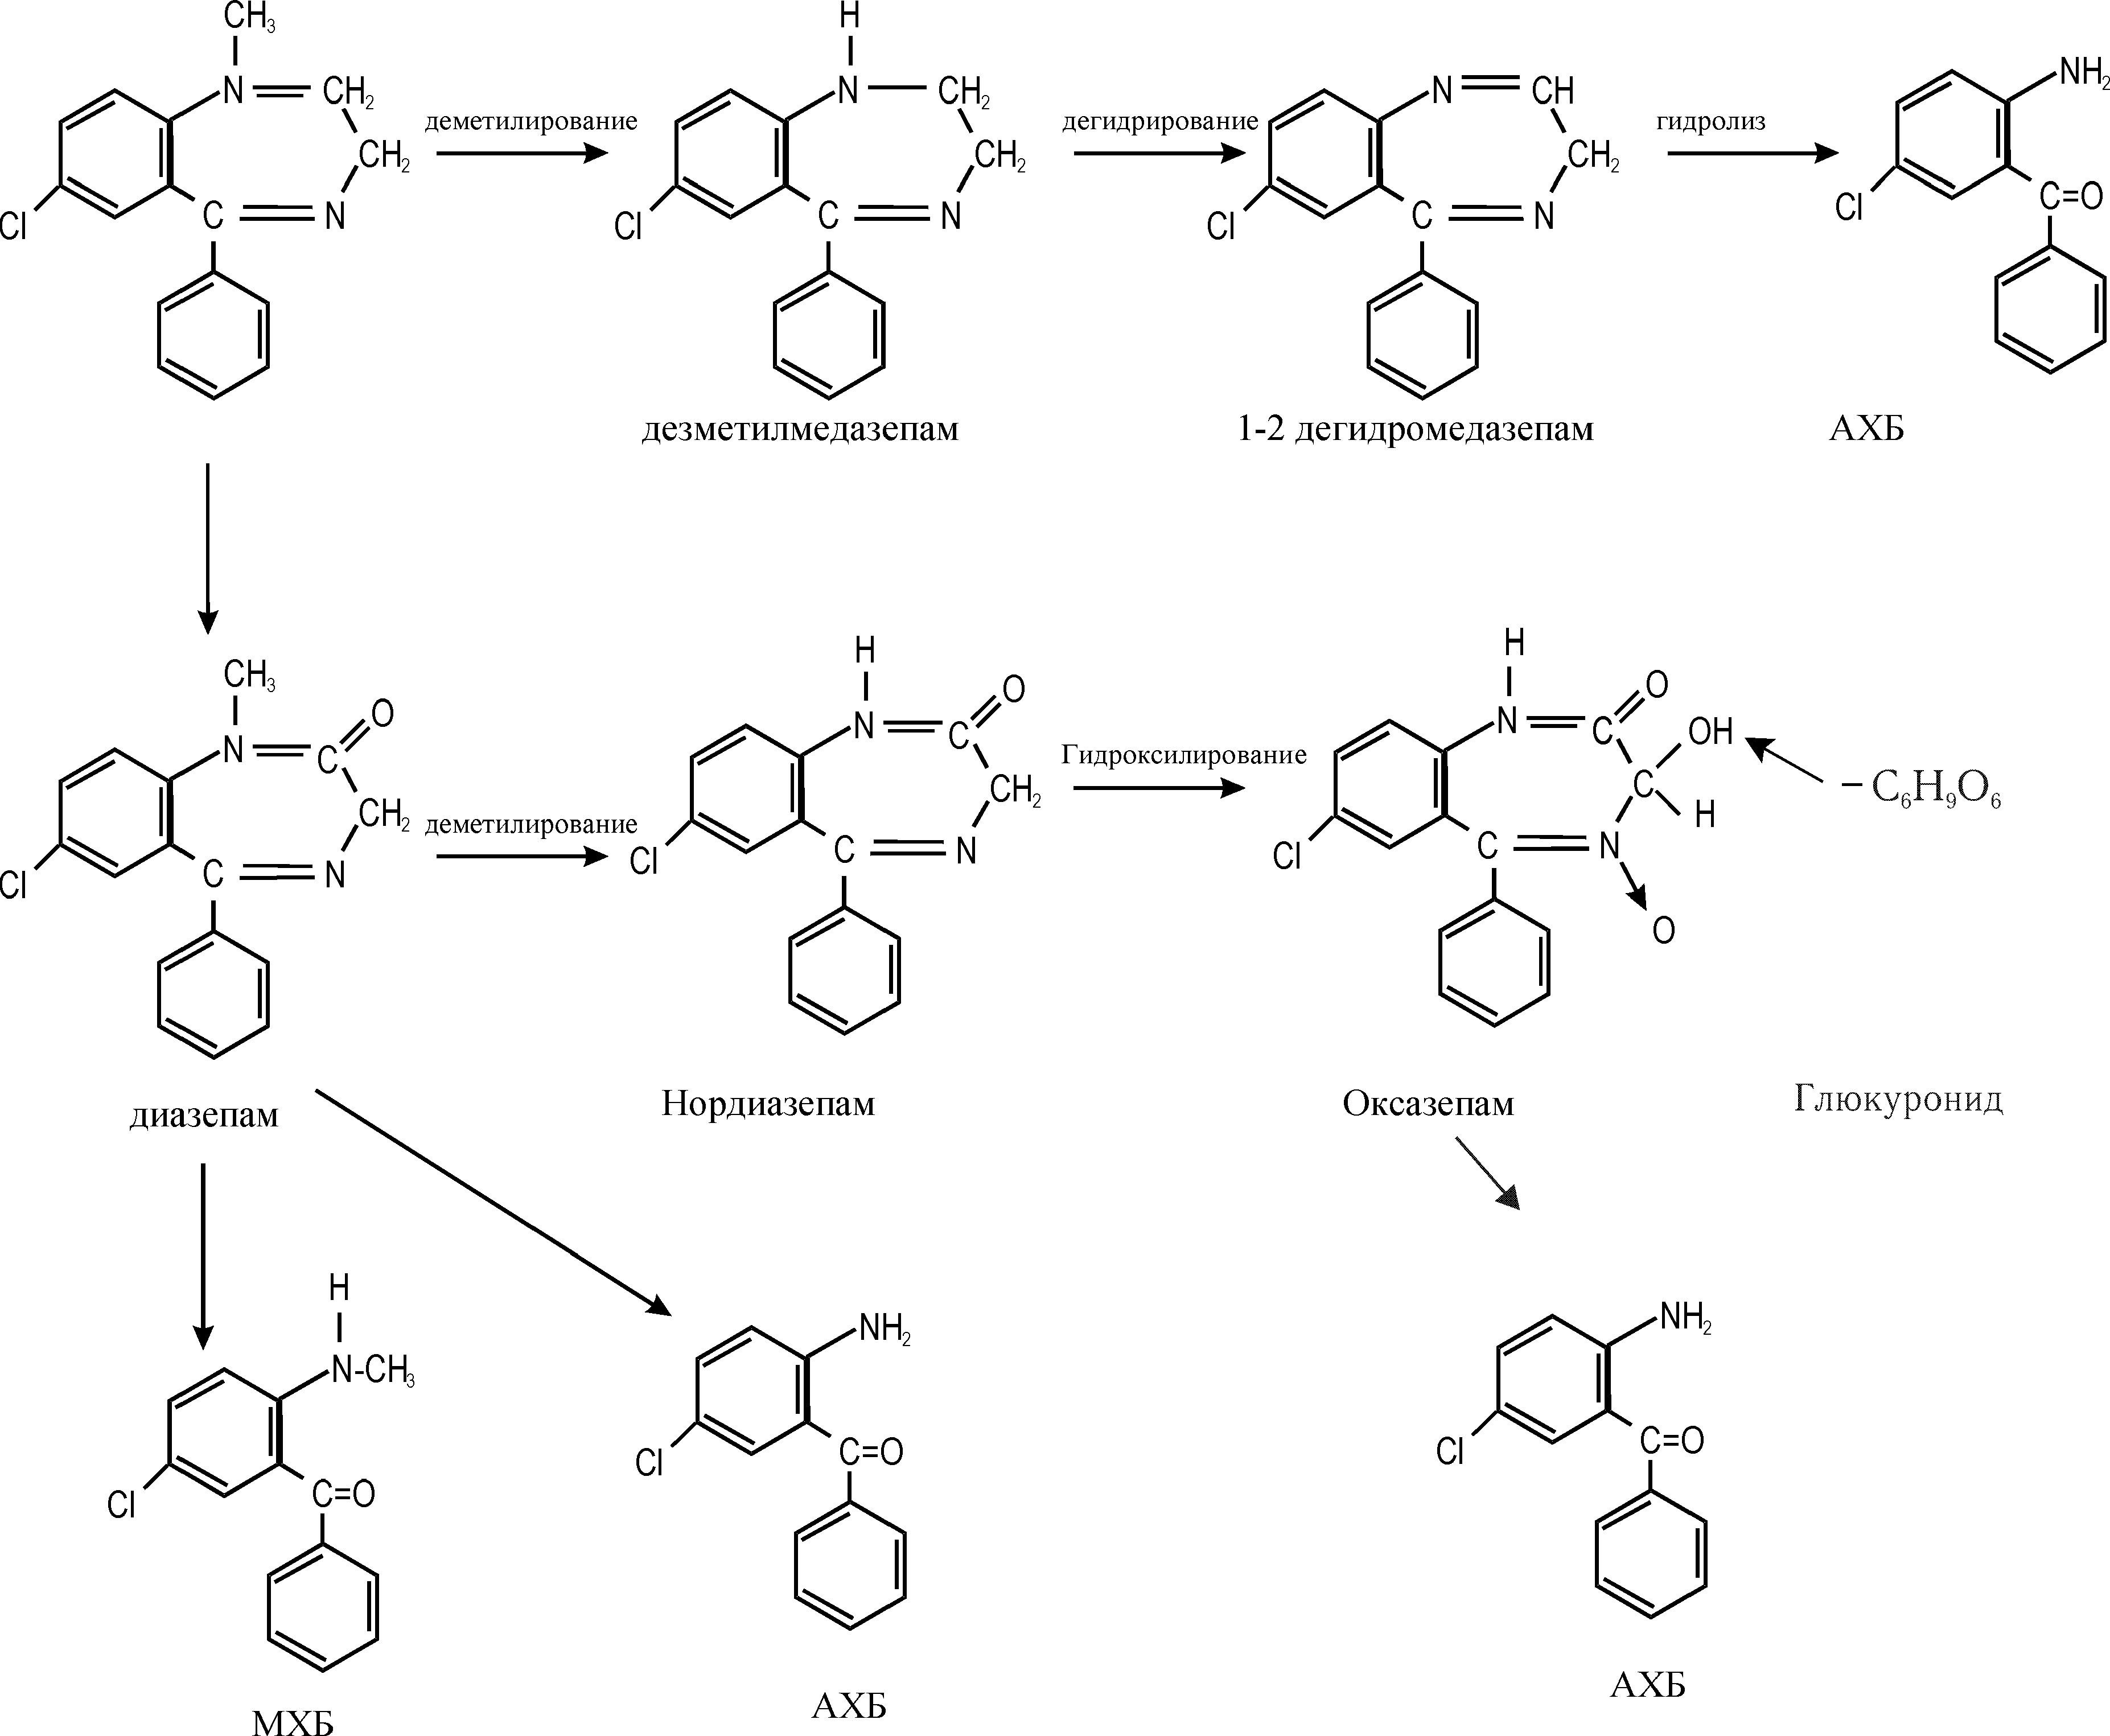 CH3
H
N
CH2
N
CH2
N
CH
NH2
деметилирование
дегидрирование
гидролиз
CH2
CH2
CH2
Cl
C
N
Cl
C
N
Cl
C
N
Cl
C=O
дезметилмедазепам
1-2 дегидромедазепам
АХБ
CH3
H
H
O
O
O
N
C
N
C
N
C
OH
Гидроксилирование
– C6H9O6
CH2
деметилирование
CH2
C
H
Cl
C
N
Cl
C
N
Cl
C
N
O
диазепам
Нордиазепам
Оксазепам
Глюкуронид
H
N-CH3
NH2
NH2
Cl
C=O
Cl
C=O
Cl
C=O
МХБ
АХБ
АХБ